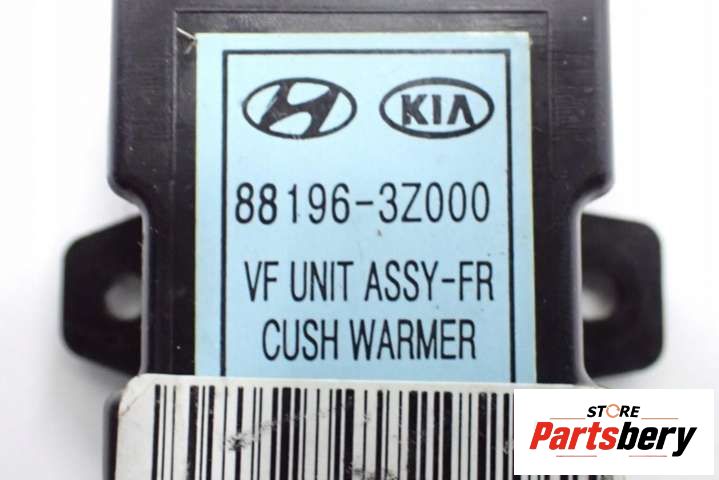 KIA
88196-3Z000
VF UNIT ASSY-FR
CUSH WARMER
STORE
Partsbery